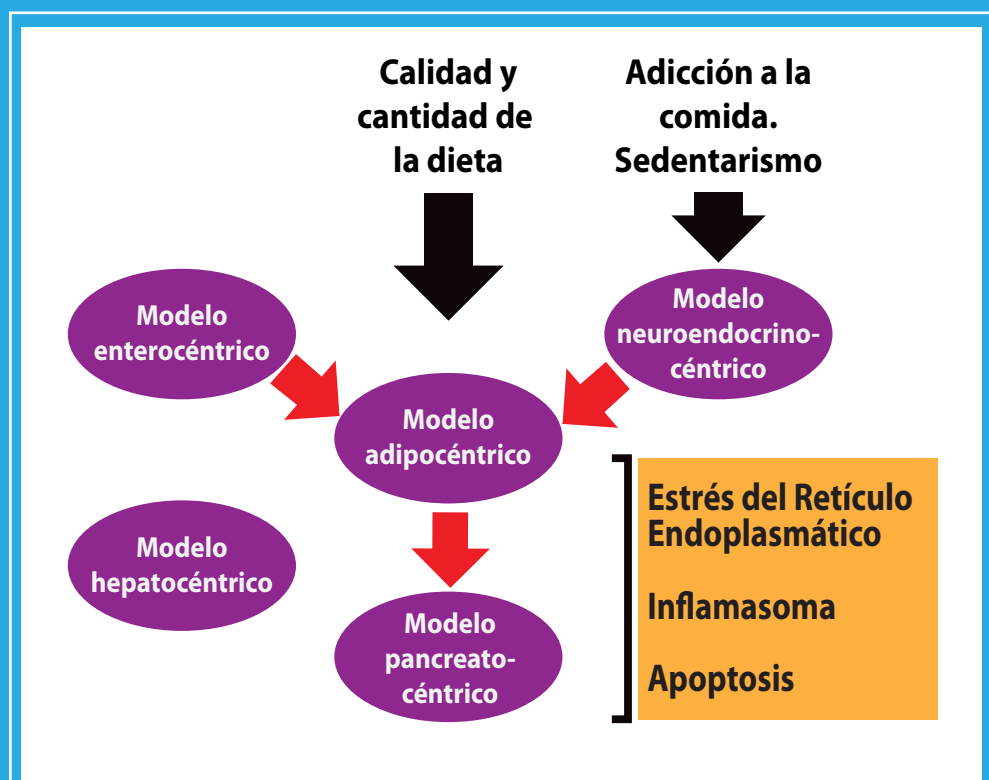 Calidad y
cantidad de
la dieta
Adicción a la
comida.
Sedentarismo
Modelo
enterocéntrico
Modelo
neuroendocrino-
céntrico
Modelo
adipocéntrico
Modelo
hepatocéntrico
Modelo
pancreato-
céntrico
Estrés del Retículo
Endoplasmático
Inflamasoma
Apoptosis